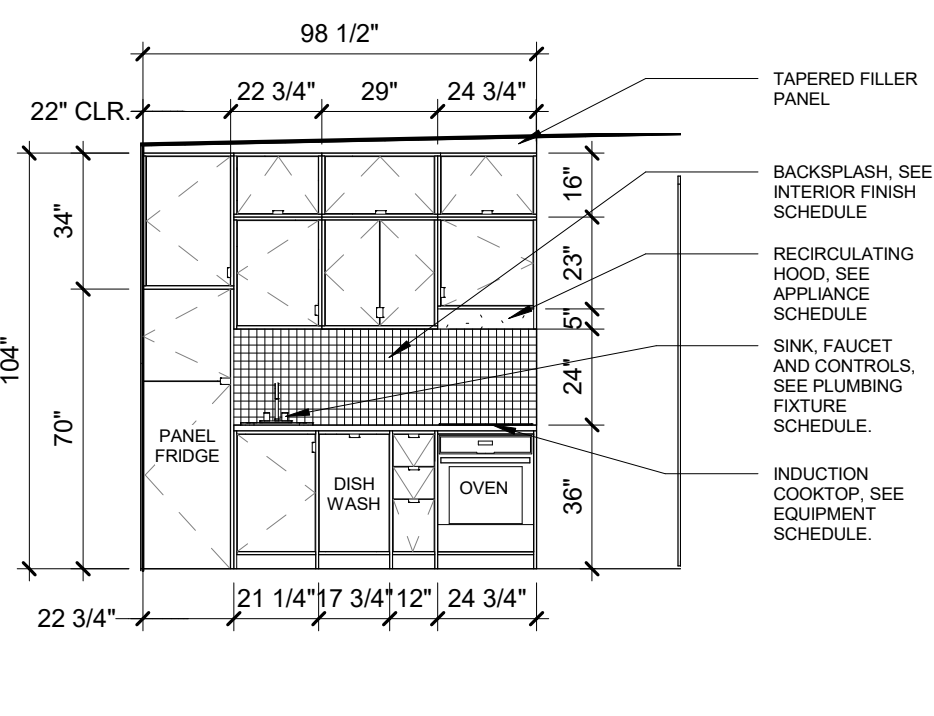 98 1/2"
22" CLR.
22 3/4"
29"
24 3/4"
TAPERED FILLER
PANEL
BACKSPLASH, SEE
INTERIOR FINISH
SCHEDULE
RECIRCULATING
HOOD, SEE
APPLIANCE
SCHEDULE
SINK, FAUCET
AND CONTROLS,
SEE PLUMBING
FIXTURE
SCHEDULE.
INDUCTION
COOKTOP, SEE
EQUIPMENT
SCHEDULE.
104"
34"
70"
16"
23"
5"
24"
36"
PANEL
FRIDGE
DISH
WASH
OVEN
22 3/4"
21 1/4"
17 3/4"
12"
24 3/4"